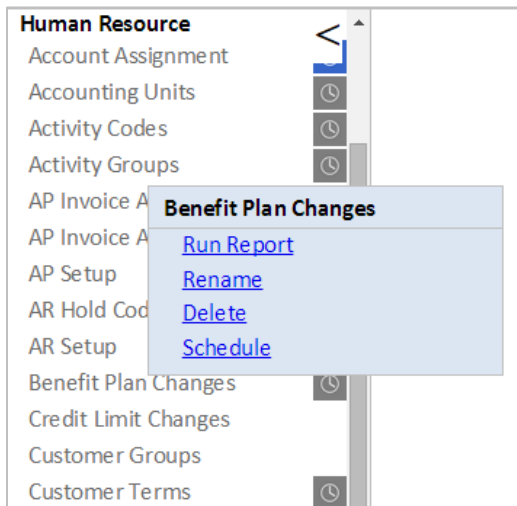 Human Resource
<
Account Assignment
Accounting Units
Activity Codes
Activity Groups
AP Invoice A
Benefit Plan Changes
AP Invoice A
Run Report
AP Setup
Rename
AR Hold Cod
Delete
AR Setup
Schedule
Benefit Plan Changes
Credit Limit Changes
Customer Groups
Customer Terms